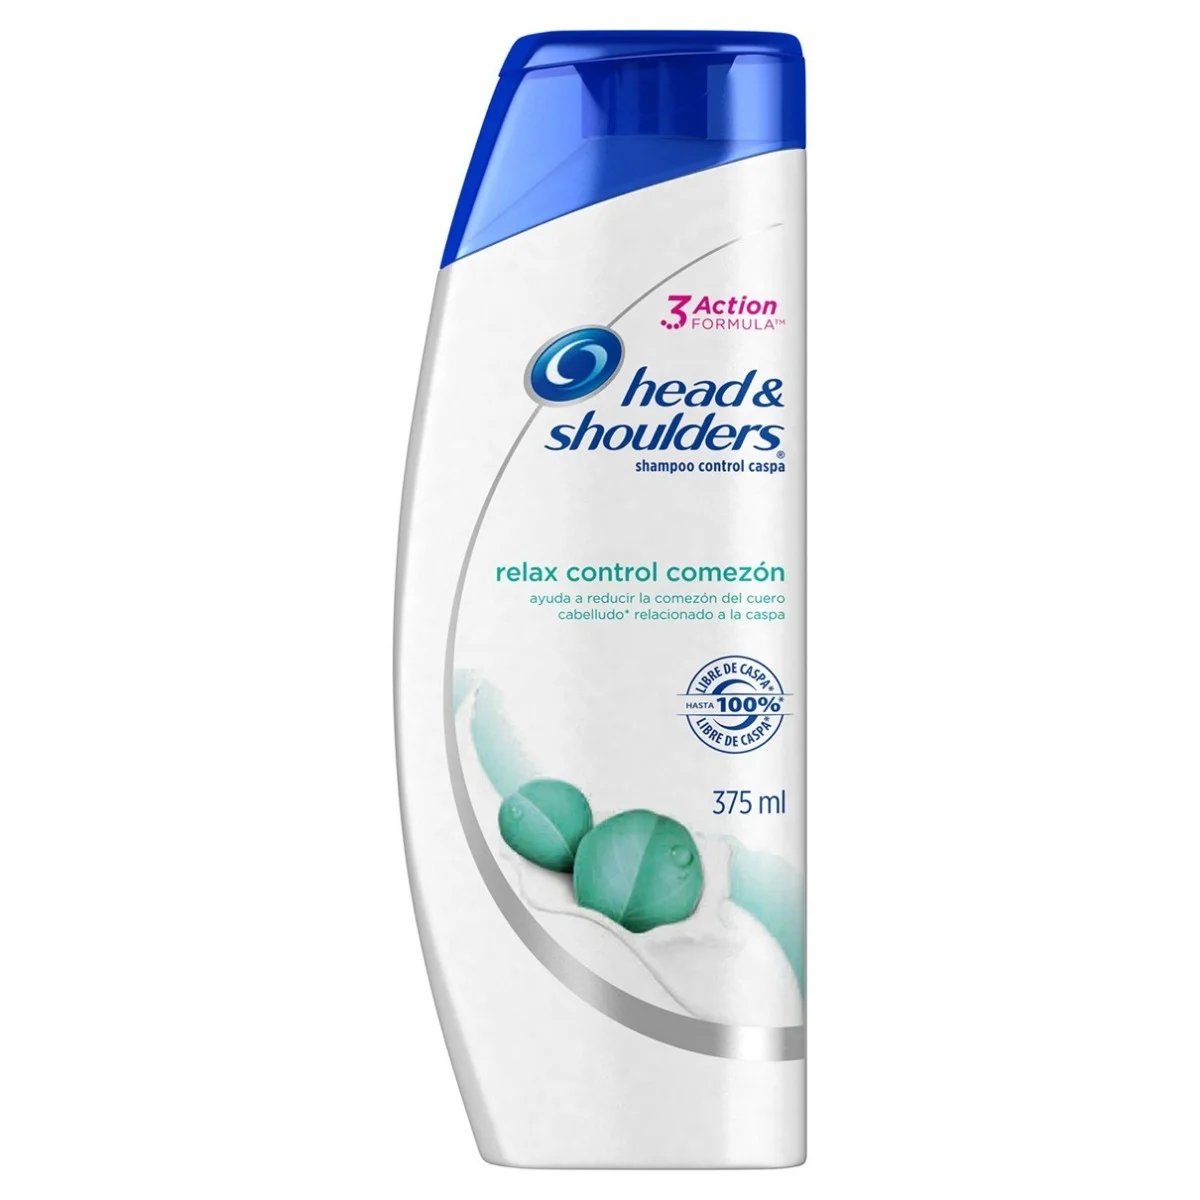 3 Action
FORMULA™
head &
shoulders®
shampoo control caspa
relax control comezón
ayuda a reducir la comezón del cuero
cabelludo* relacionado a la caspa
LIBRE DE CASPA*
HASTA 100%*
LIBRE DE CASPA*
375 ml